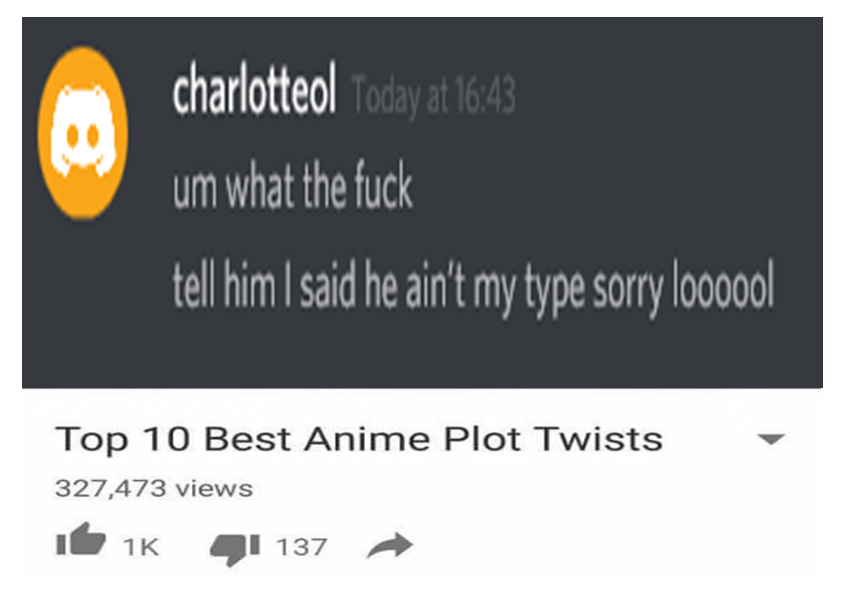 charlotteol Today at 16:43
um what the fuck
tell him I said he ain't my type sorry loooool
Top 10 Best Anime Plot Twists
327,473 views
1K 137